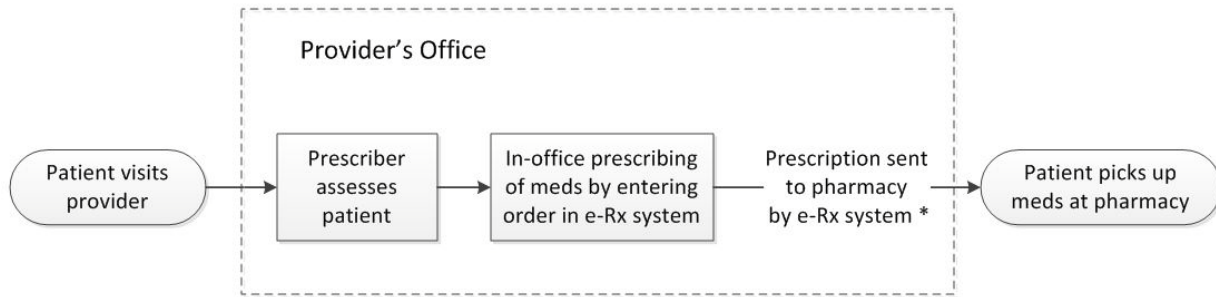 Provider's Office
Patient visits
provider
Prescriber
assesses
patient
In-office prescribing
of meds by entering
order in e-Rx system
Prescription sent
to pharmacy
by e-Rx system *
Patient picks up
meds at pharmacy